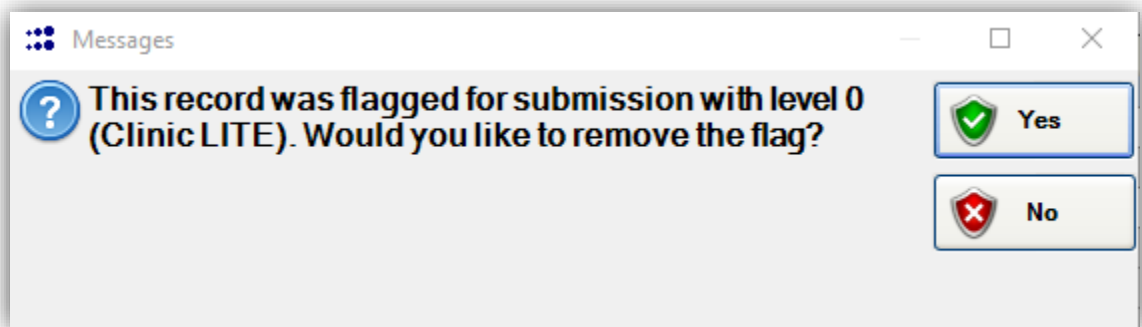 Messages
This record was flagged for submission with level 0
(Clinic LITE). Would you like to remove the flag?
Yes
No